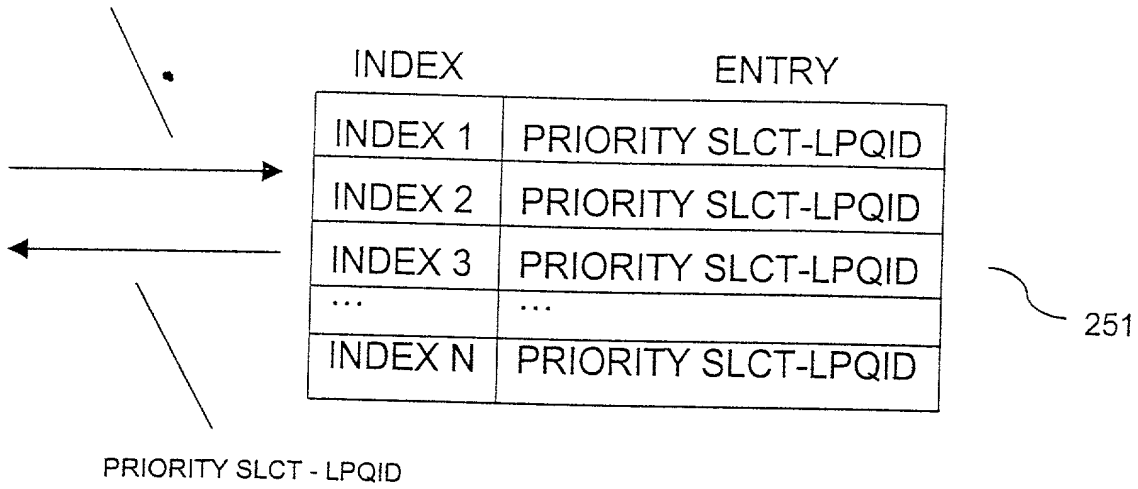 INDEX ENTRY
INDEX 1 PRIORITY SLCT-LPQID
INDEX 2 PRIORITY SLCT-LPQID
INDEX 3 PRIORITY SLCT-LPQID
... ...
INDEX N PRIORITY SLCT-LPQID
251
PRIORITY SLCT - LPQID